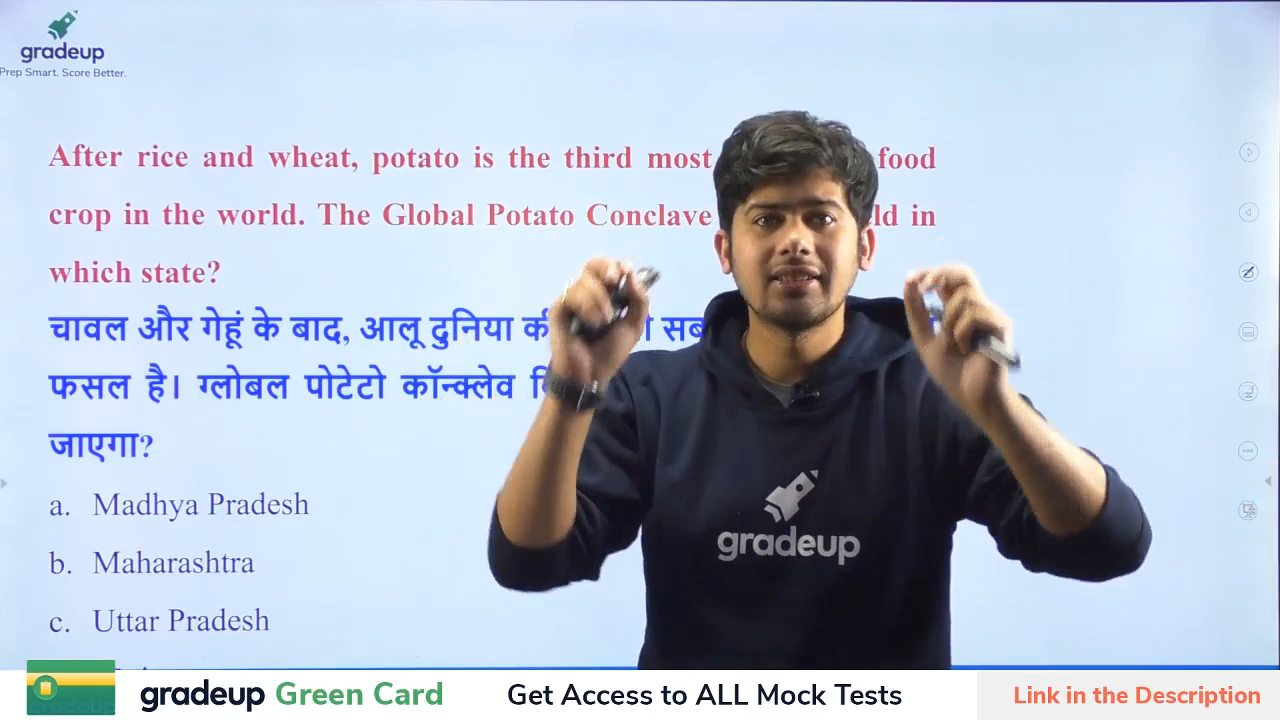 gradeup
Prep Smart. Score Better.
After rice and wheat, potato is the third most food
crop in the world. The Global Potato Conclave in
which state?
चावल और गेहूं के बाद, आलू दुनिया की
फसल है। ग्लोबल पोटेटो कॉन्क्लेव
जाएगा?
a. Madhya Pradesh
b. Maharashtra
c. Uttar Pradesh
gradeup
gradeup Green Card Get Access to ALL Mock Tests Link in the Description